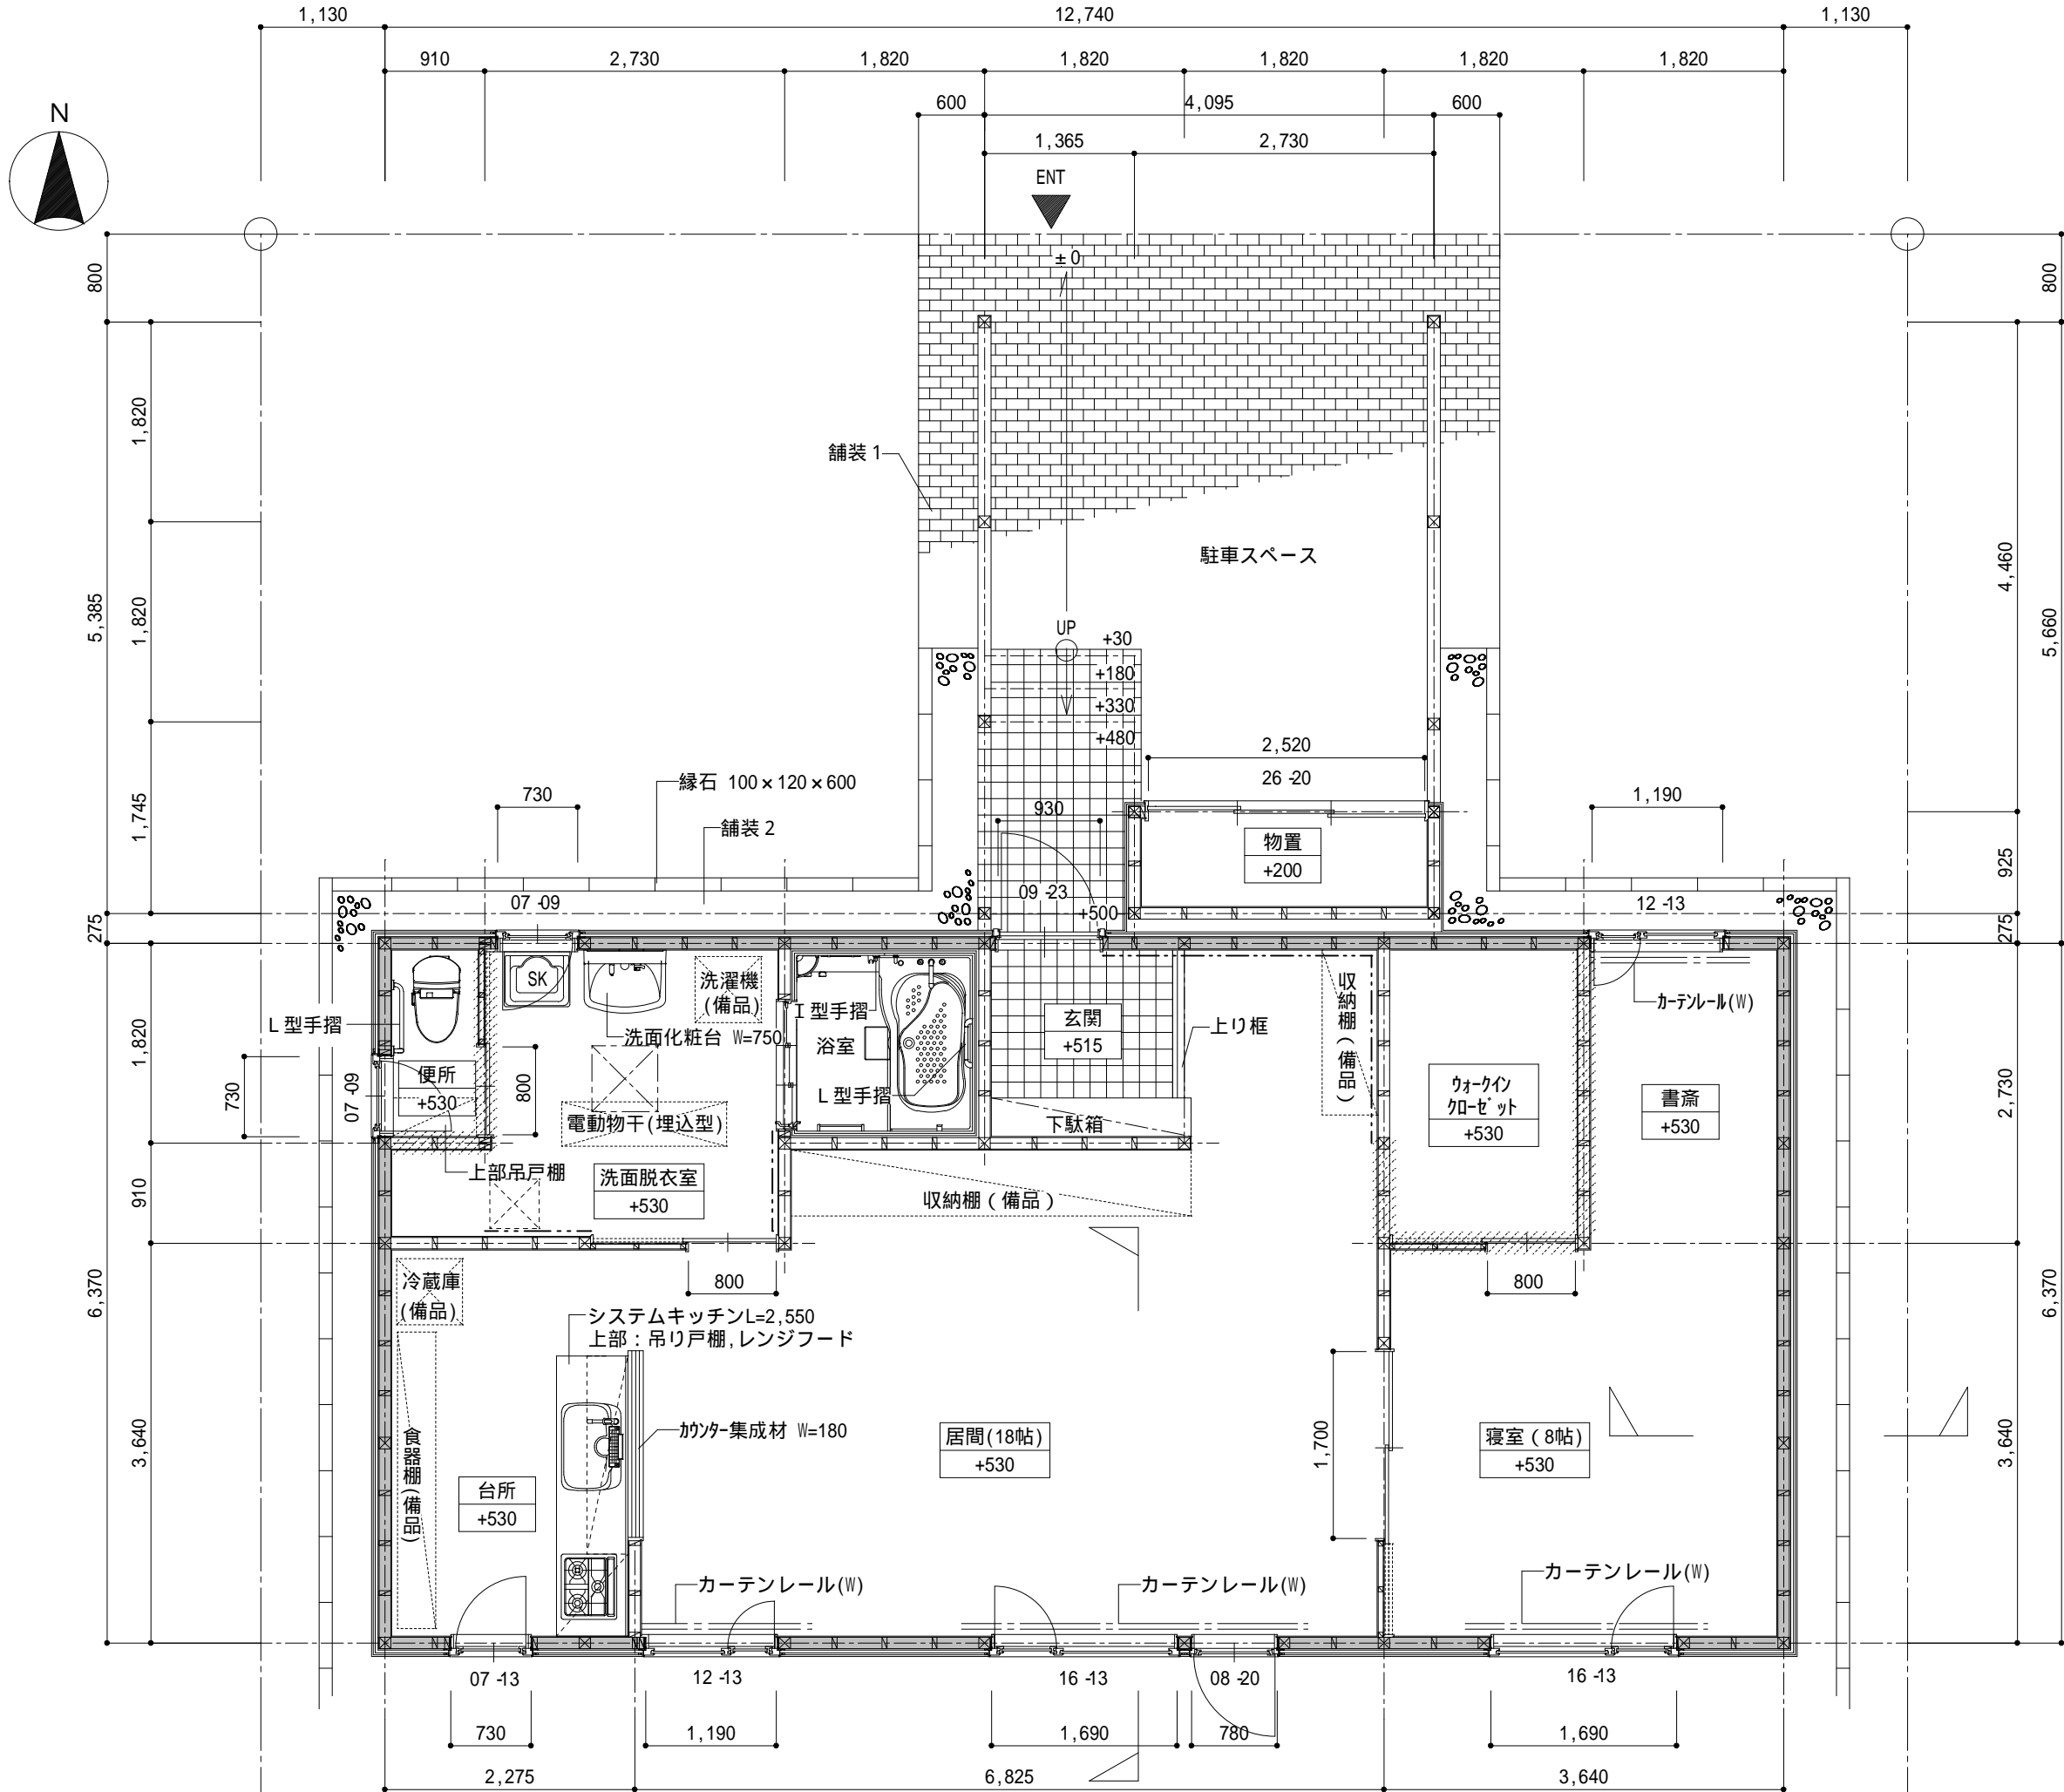 1,130
12,740
1,130
910
2,730
1,820
1,820
1,820
1,820
1,820
600
4,095
600
1,365
2,730
N
ENT
±0
800
800
1,820
舗装1
駐車スペース
4,460
5,385
1,820
5,660
UP
+30
+180
+330
+480
2,520
26-20
縁石 100×120×600
730
930
1,190
1,745
舗装2
物置
+200
925
07-09
09-23
+500
12-13
275
275
SK
洗濯機
(備品)
I型手摺
収納棚(備品)
カーテンレール(W)
L型手摺
洗面化粧台 W=750
浴室
玄関
+515
上り框
1,820
730
07-09
便所
+530
800
電動物干(埋込型)
L型手摺
下駄箱
ウォークイン
クローゼット
+530
書斎
+530
2,730
上部吊戸棚
洗面脱衣室
+530
収納棚(備品)
910
6,370
冷蔵庫
(備品)
800
800
6,370
システムキッチンL=2,550
上部:吊り戸棚,レンジフード
3,640
食器棚(備品)
カウンター集成材 W=180
居間(18帖)
+530
1,700
寝室(8帖)
+530
3,640
台所
+530
カーテンレール(W)
カーテンレール(W)
カーテンレール(W)
07-13
12-13
16-13
08-20
16-13
730
1,190
1,690
780
1,690
2,275
6,825
3,640